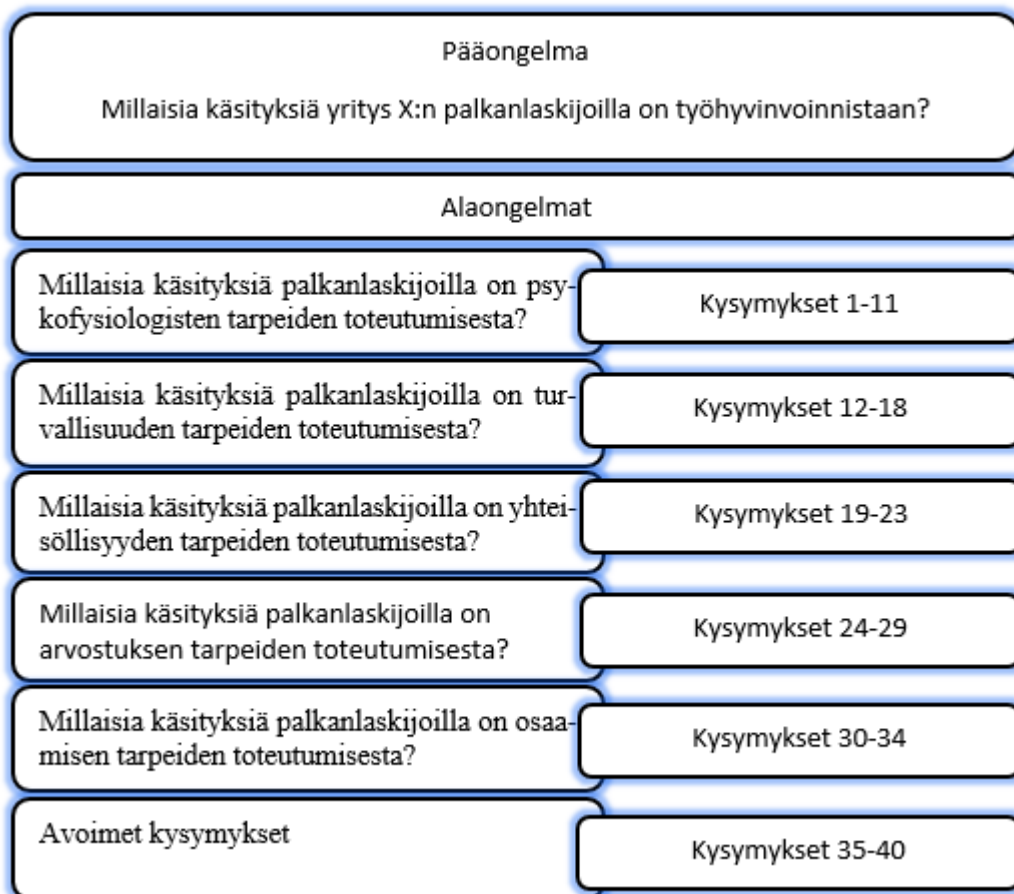 Pääongelma
Millaisia käsityksiä yritys X:n palkanlaskijoilla on työhyvinvoinnistaan?
Alaongelmat
Millaisia käsityksiä palkanlaskijoilla on psy-
kofysiologisten tarpeiden toteutumisesta?
Kysymykset 1-11
Millaisia käsityksiä palkanlaskijoilla on tur-
vallisuuden tarpeiden toteutumisesta?
Kysymykset 12-18
Millaisia käsityksiä palkanlaskijoilla on yhtei-
söllisyyden tarpeiden toteutumisesta?
Kysymykset 19-23
Millaisia käsityksiä palkanlaskijoilla on
arvostuksen tarpeiden toteutumisesta?
Kysymykset 24-29
Millaisia käsityksiä palkanlaskijoilla on osaa-
misen tarpeiden toteutumisesta?
Kysymykset 30-34
Avoimet kysymykset
Kysymykset 35-40